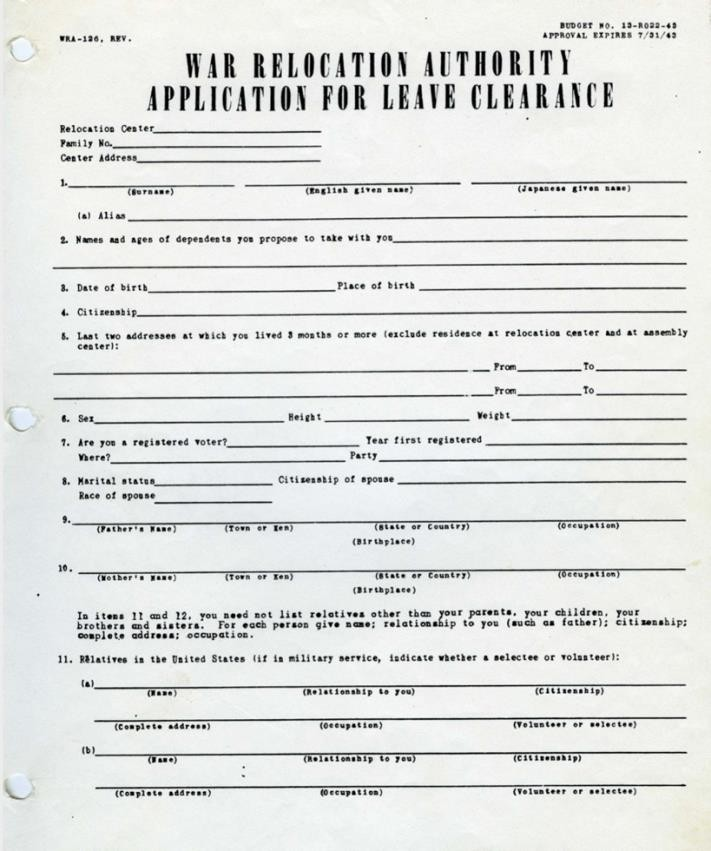 BUDGET NO. 13-R022-43
WRA-126, REV.
APPROVAL EXPIRES 7/31/43
WAR RELOCATION AUTHORITY
APPLICATION FOR LEAVE CLEARANCE
Relocation Center
Family No.
Center Address
1.
(Surname) (English given name) (Japanese given name)
(a) Alias
2. Names and ages of dependents you propose to take with you
3. Date of birth Place of birth
4. Citizenship
5. Last two addresses at which you lived 3 months or more (exclude residence at relocation center and at assembly
center):
From To
From To
6. Sex Height Weight
7. Are you a registered voter? Year first registered
Where? Party
8. Marital status Citizenship of spouse
Race of spouse
9.
(Father's Name) (Town or Ken) (State or Country) (Occupation)
(Birthplace)
10.
(Mother's Name) (Town or Ken) (State or Country) (Occupation)
(Birthplace)
In items 11 and 12, you need not list relatives other than your parents, your children, your
brothers and sisters. For each person give name; relationship to you (such as father); citizenship;
complete address; occupation.
11. Relatives in the United States (if in military service, indicate whether a selectee or volunteer):
(a)
(Name) (Relationship to you) (Citizenship)
(Complete address) (Occupation) (Volunteer or selectee)
(b)
(Name) (Relationship to you) (Citizenship)
(Complete address) (Occupation) (Volunteer or selectee)